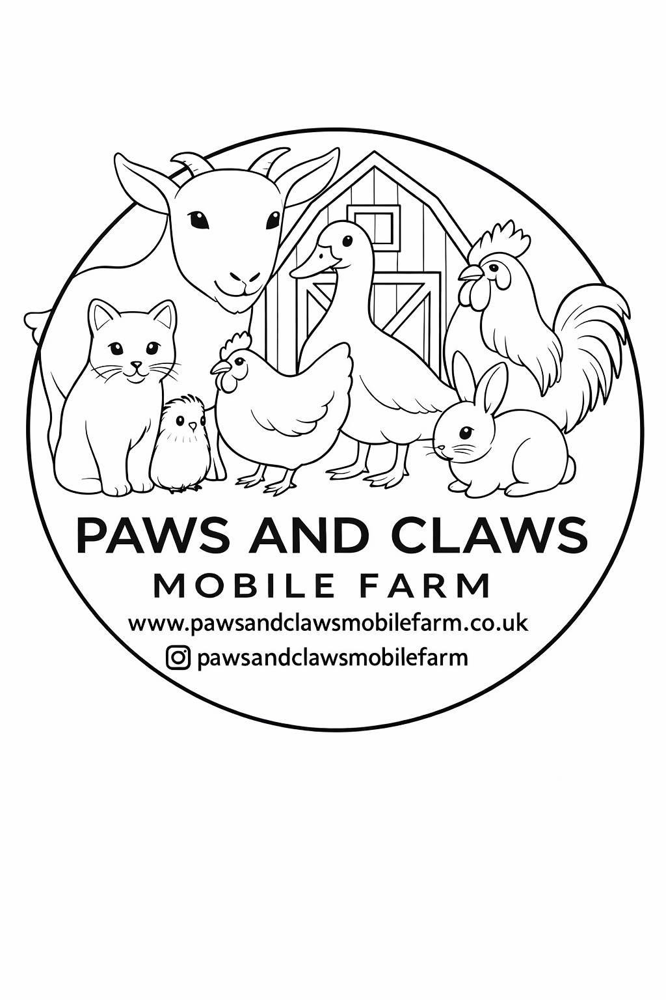 PAWS AND CLAWS
MOBILE FARM
www.pawsandclawsmobilefarm.co.uk
pawsandclawsmobilefarm